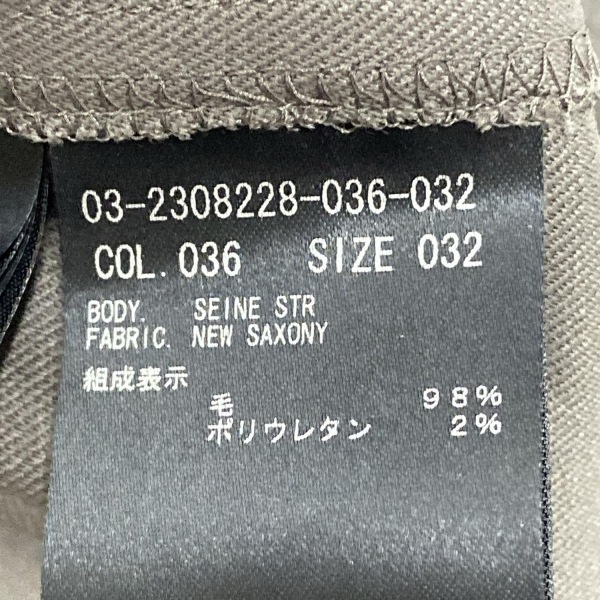 03-2308228-036-032
COL. 036 SIZE 032
BODY. SEINE STR
FABRIC. NEW SAXONY
組成表示
毛 98%
ポリウレタン 2%